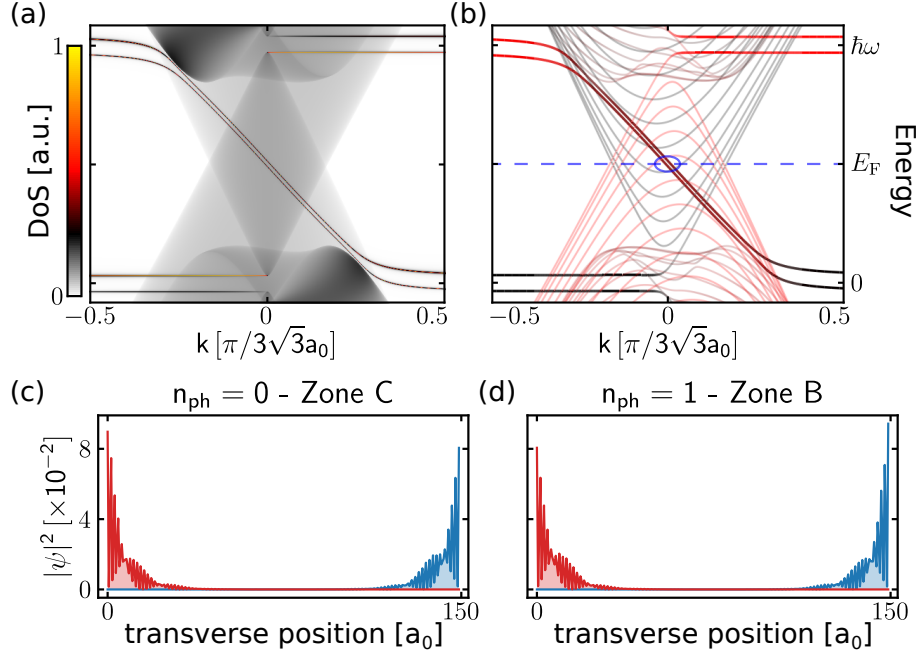 (a)
(b)
DoS [a.u.]
1
0
−0.5
0
0.5
k [π/3√3a₀]
−0.5
0
0.5
k [π/3√3a₀]
ħω
E_F
0
Energy
(c)
n_ph = 0 - Zone C
(d)
n_ph = 1 - Zone B
|ψ|² [×10⁻²]
8
4
0
0
150
transverse position [a₀]
0
150
transverse position [a₀]